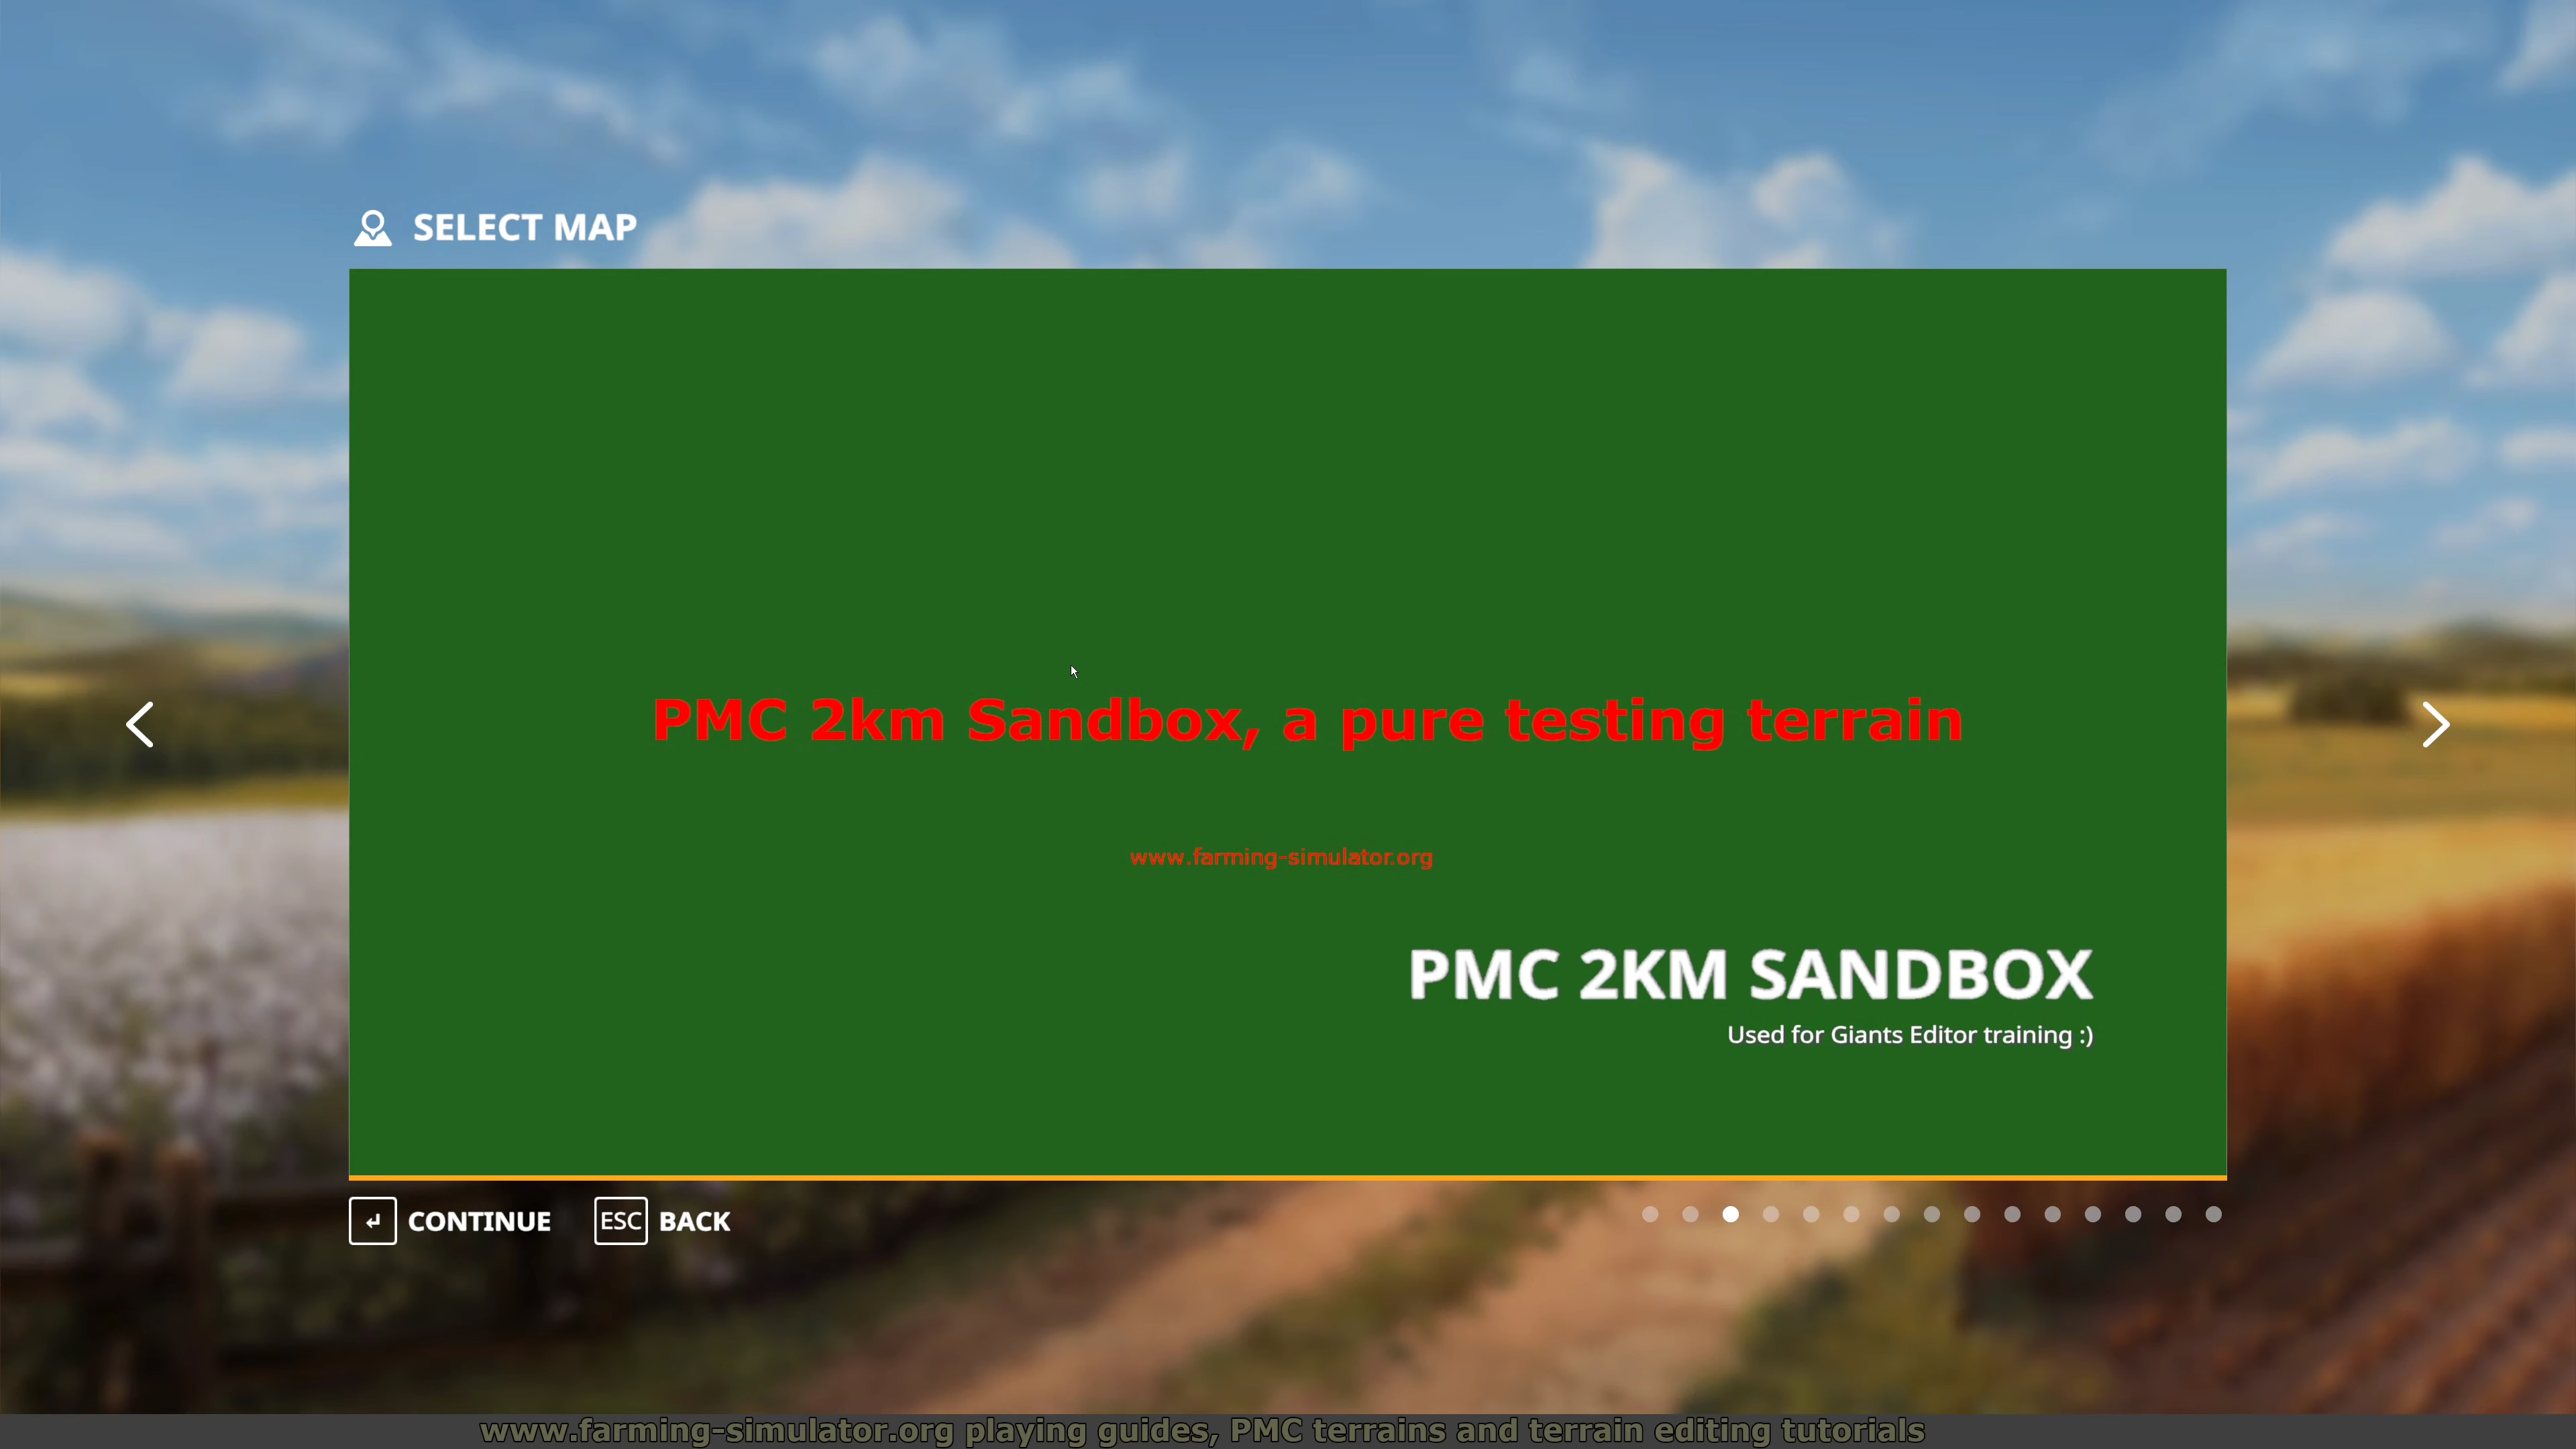 SELECT MAP
PMC 2km Sandbox, a pure testing terrain
www.farming-simulator.org
PMC 2KM SANDBOX
Used for Giants Editor training :)
↵ CONTINUE ESC BACK
www.farming-simulator.org playing guides, PMC terrains and terrain editing tutorials